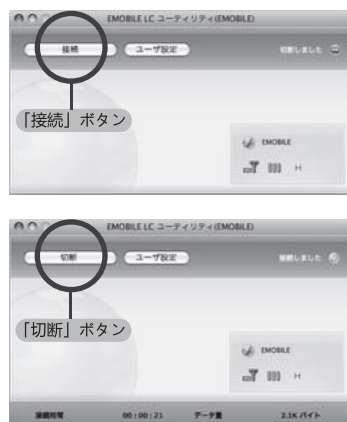 EMOBILE LC ユーティリティ(EMOBILE)
接続
ユーザ設定
切断しました
「接続」ボタン
EMOBILE
H
EMOBILE LC ユーティリティ(EMOBILE)
切断
ユーザ設定
接続しました
「切断」ボタン
EMOBILE
H
接続時間 00:00:21 データ量 2.1K バイト